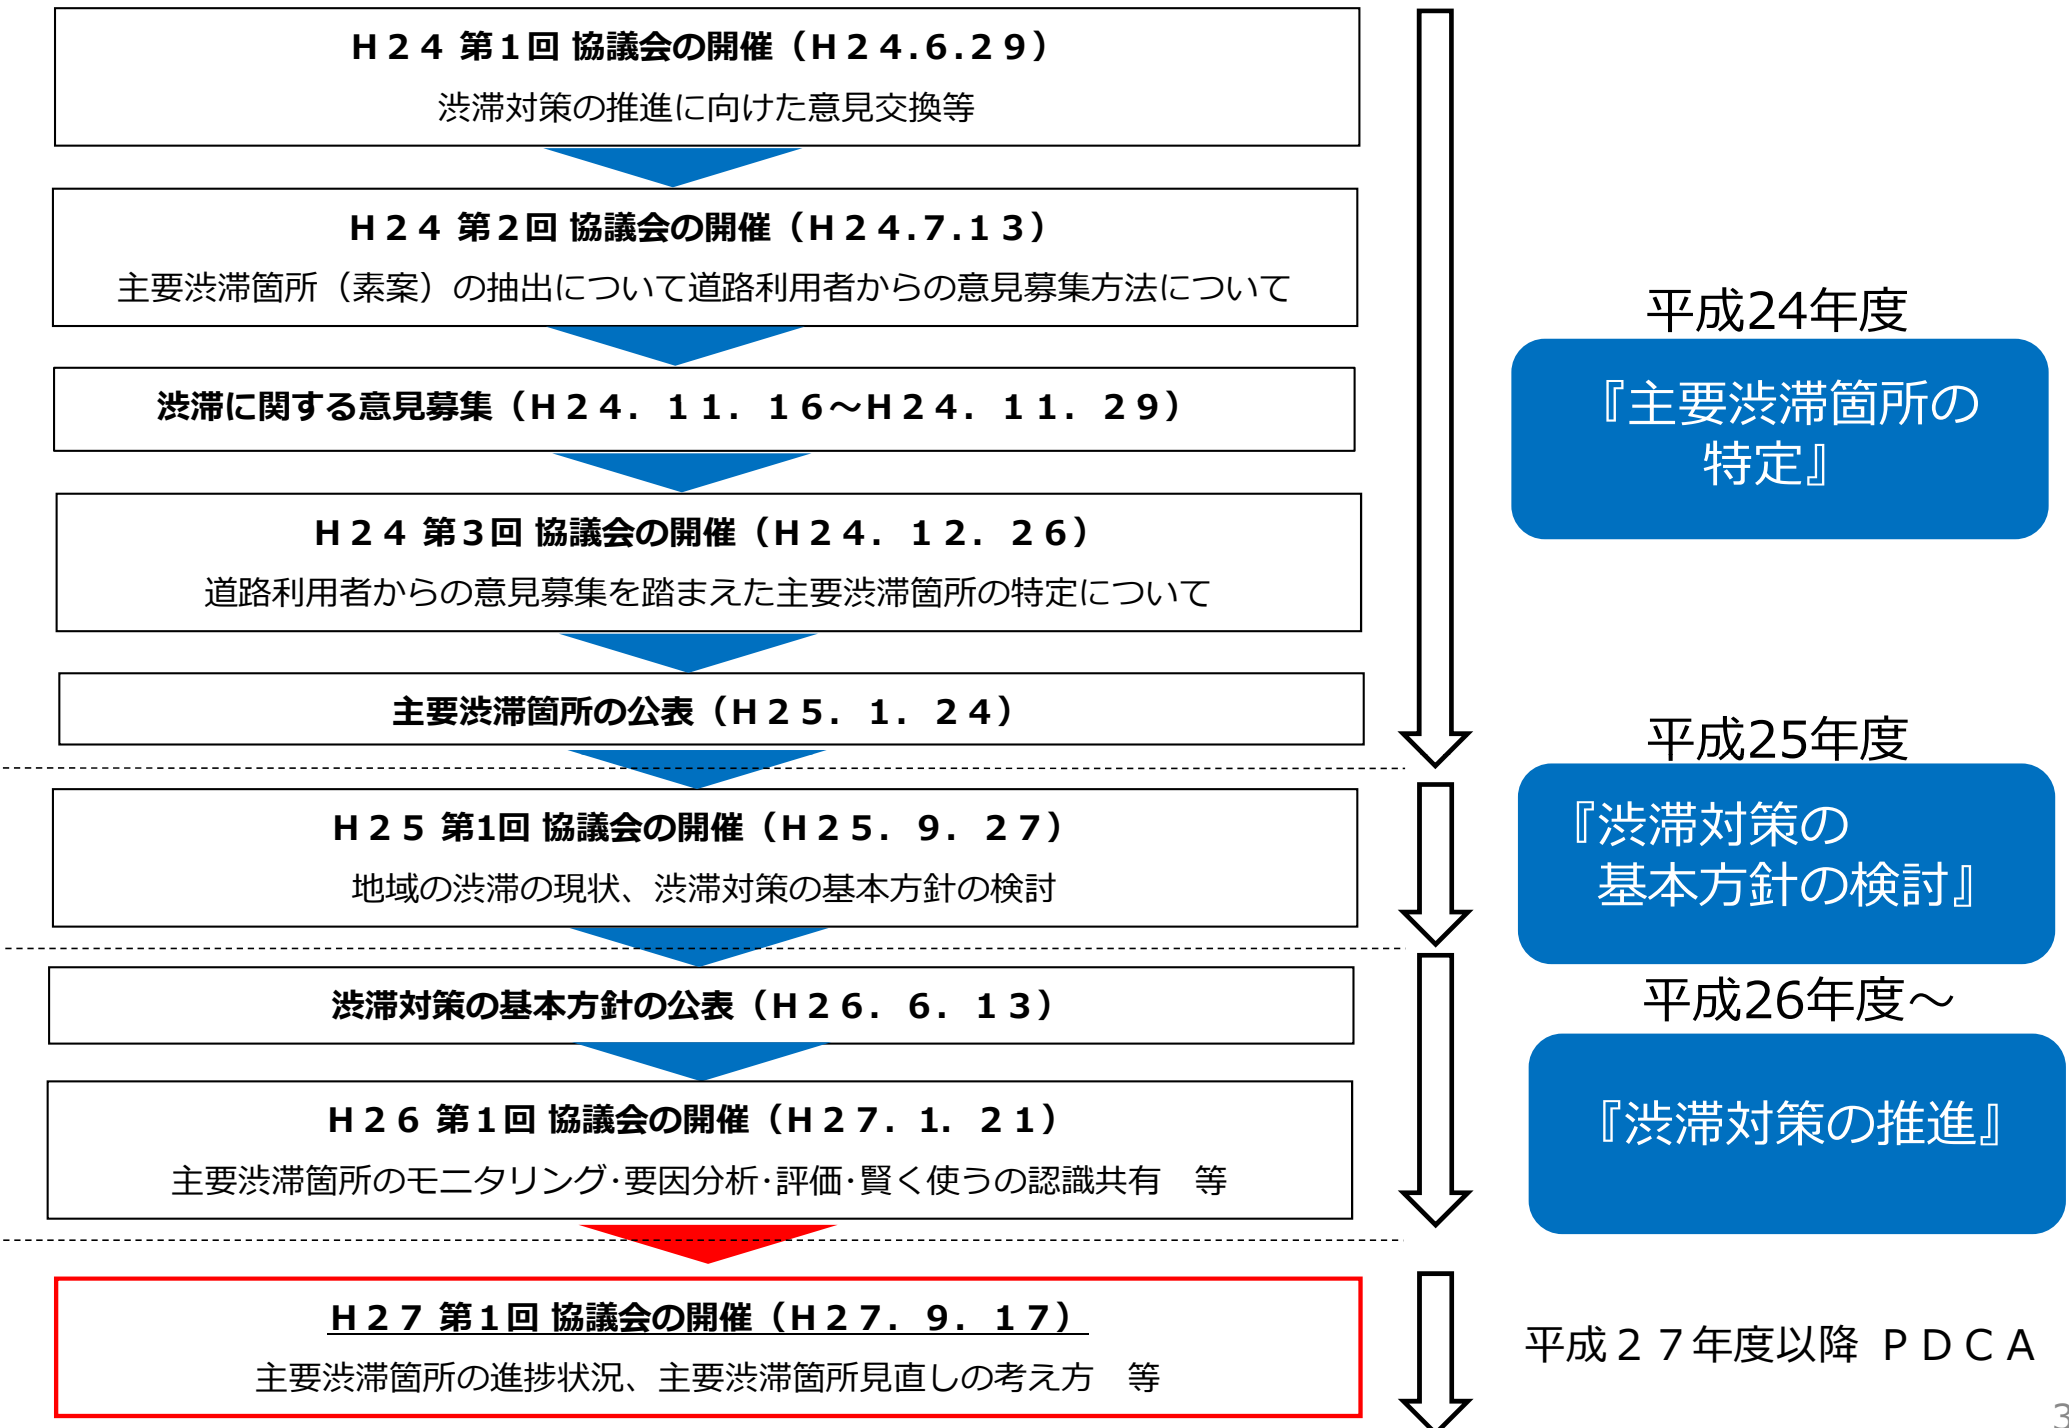 H２４ 第１回 協議会の開催（H２４.６.２９）
渋滞対策の推進に向けた意見交換等
H２４ 第２回 協議会の開催（H２４.７.１３）
主要渋滞箇所（素案）の抽出について道路利用者からの意見募集方法について
渋滞に関する意見募集（H２４．１１．１６～H２４．１１．２９）
H２４ 第３回 協議会の開催（H２４．１２．２６）
道路利用者からの意見募集を踏まえた主要渋滞箇所の特定について
主要渋滞箇所の公表（H２５．１．２４）
平成24年度
『主要渋滞箇所の
特定』
H２５ 第1回 協議会の開催（H２５．９．２７）
地域の渋滞の現状、渋滞対策の基本方針の検討
平成25年度
『渋滞対策の
基本方針の検討』
渋滞対策の基本方針の公表（H２６．６．１３）
H２６ 第１回 協議会の開催（H２７．１．２１）
主要渋滞箇所のモニタリング･要因分析･評価･賢く使うの認識共有　等
平成26年度～
『渋滞対策の推進』
H２７ 第１回 協議会の開催（H２７．９．１７）
主要渋滞箇所の進捗状況、主要渋滞箇所見直しの考え方　等
平成２７年度以降 ＰＤＣＡ
3